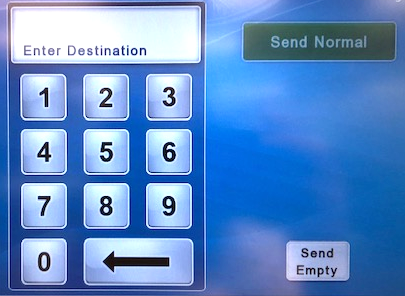 Enter Destination
Send Normal
1 2 3
4 5 6
7 8 9
0
Send
Empty